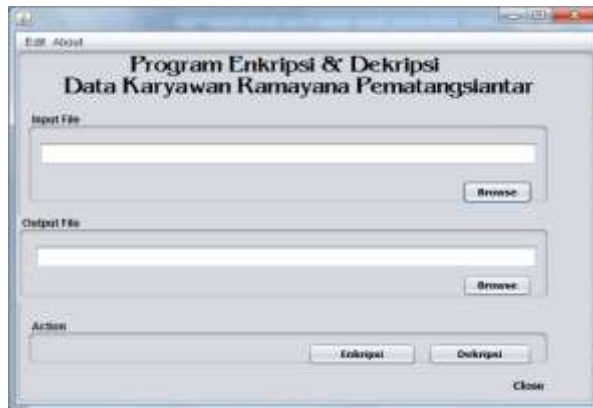 Edit About
Program Enkripsi & Dekripsi
Data Karyawan Ramayana Pematangsiantar
Input File
Browse
Output File
Browse
Action
Enkripsi Dekripsi
Close